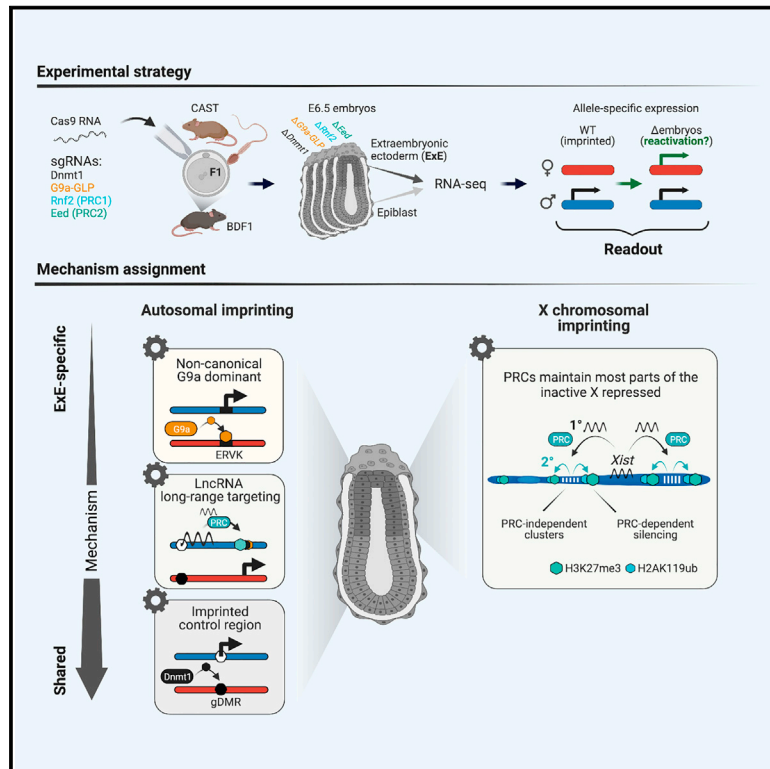 Experimental strategy
Cas9 RNA
sgRNAs:
Dnmt1
G9a-GLP
Rnf2 (PRC1)
Eed (PRC2)
CAST
F1
BDF1
E6.5 embryos
ΔDnmt1
ΔG9a-GLP
ΔRnf2
ΔEed
Extraembryonic
ectoderm (ExE)
Epiblast
RNA-seq
Allele-specific expression
WT
(imprinted)
Δembryos
(reactivation?)
♀
♂
Readout
Mechanism assignment
ExE-specific
Mechanism
Shared
Autosomal imprinting
Non-canonical
G9a dominant
G9a
ERVK
LncRNA
long-range targeting
PRC
Imprinted
control region
Dnmt1
gDMR
X chromosomal
imprinting
PRCs maintain most parts of the
inactive X repressed
1°
PRC
PRC
2°
Xist
PRC-independent
clusters
PRC-dependent
silencing
H3K27me3
H2AK119ub